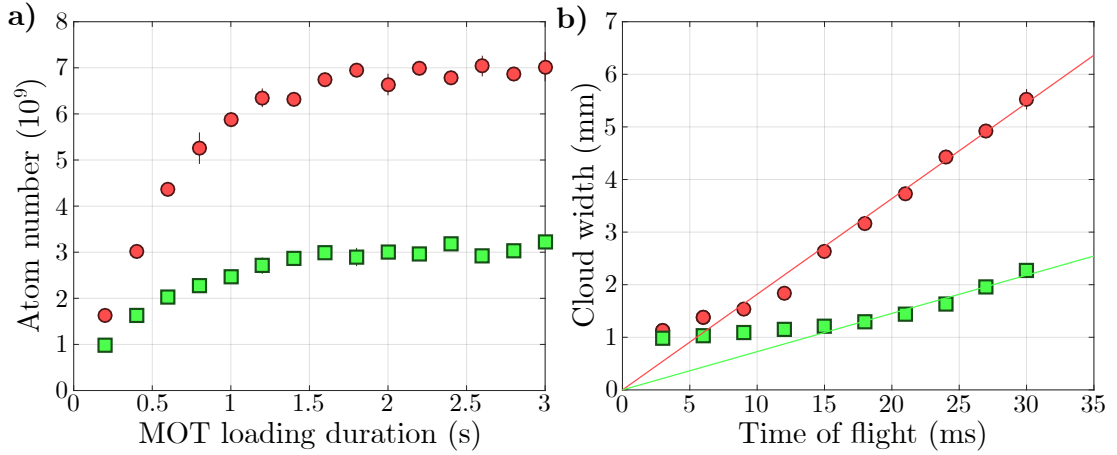 a)
Atom number (10⁹)
8
7
6
5
4
3
2
1
0
0 0.5 1 1.5 2 2.5 3
MOT loading duration (s)
b)
Cloud width (mm)
7
6
5
4
3
2
1
0
0 5 10 15 20 25 30 35
Time of flight (ms)